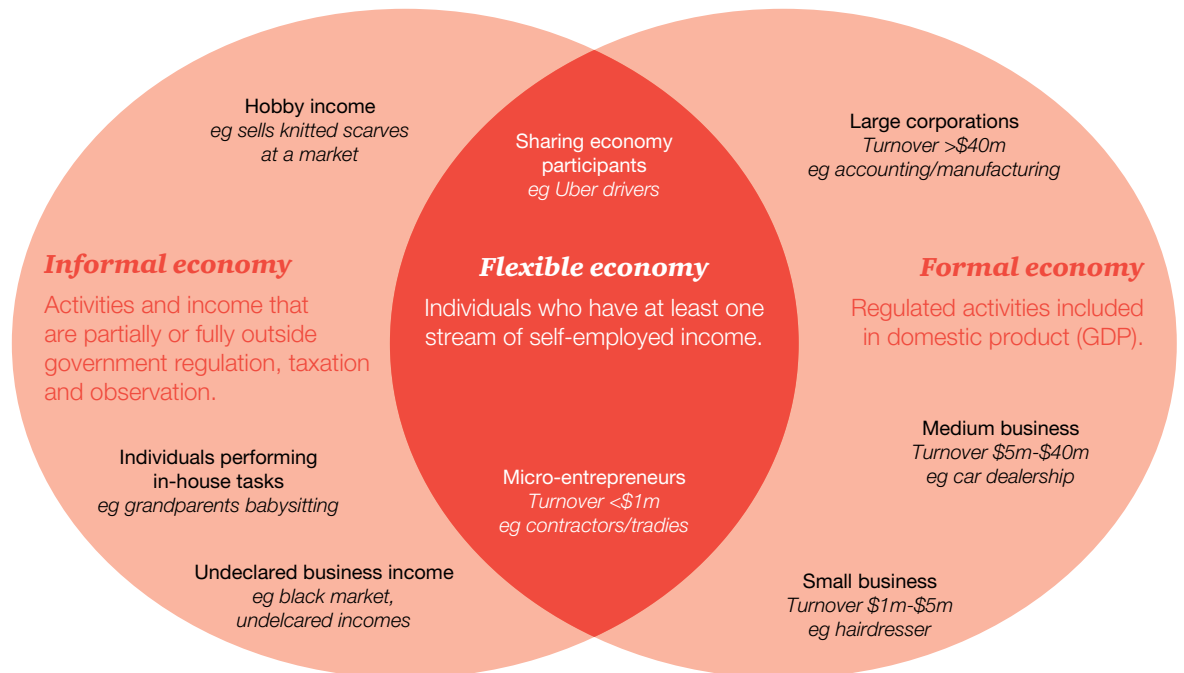 Hobby income
eg sells knitted scarves
at a market
Informal economy
Activities and income that
are partially or fully outside
government regulation, taxation
and observation.
Individuals performing
in-house tasks
eg grandparents babysitting
Undeclared business income
eg black market,
undelcared incomes
Sharing economy
participants
eg Uber drivers
Flexible economy
Individuals who have at least one
stream of self-employed income.
Micro-entrepreneurs
Turnover <$1m
eg contractors/tradies
Large corporations
Turnover >$40m
eg accounting/manufacturing
Formal economy
Regulated activities included
in domestic product (GDP).
Medium business
Turnover $5m-$40m
eg car dealership
Small business
Turnover $1m-$5m
eg hairdresser